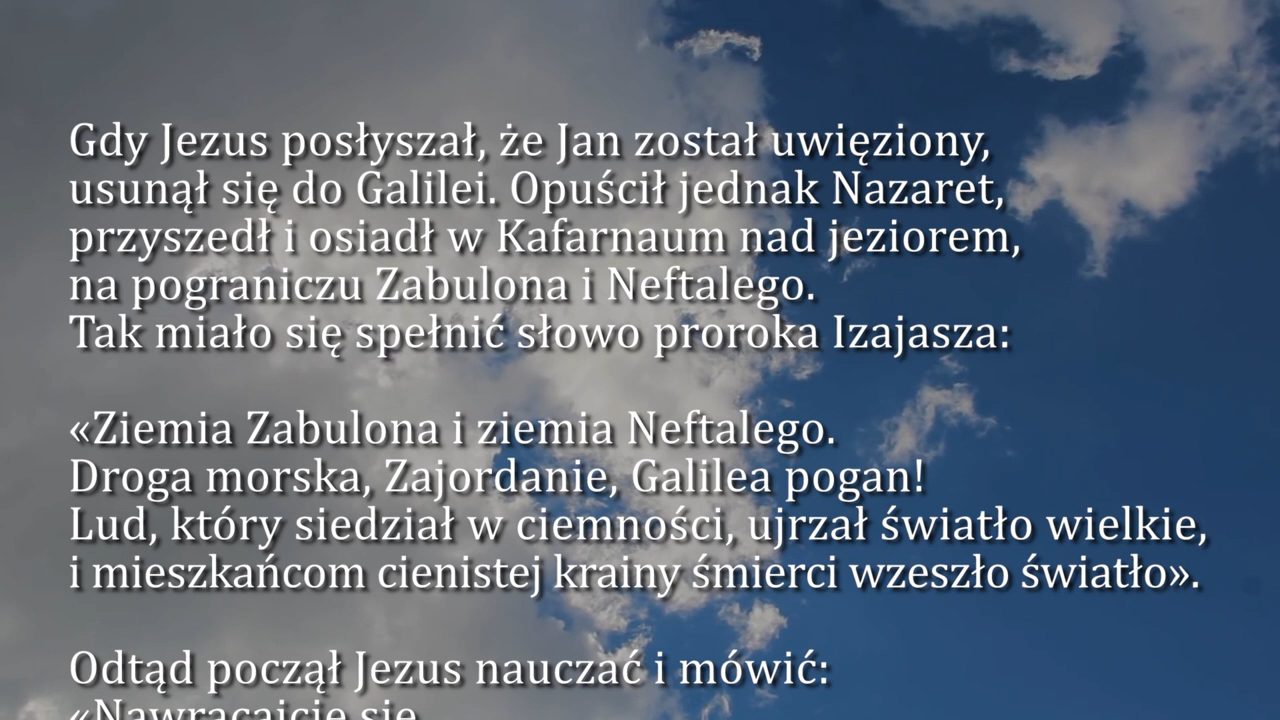 Gdy Jezus posłyszał, że Jan został uwięziony,
usunął się do Galilei. Opuścił jednak Nazaret,
przyszedł i osiadł w Kafarnaum nad jeziorem,
na pograniczu Zabulona i Neftalego.
Tak miało się spełnić słowo proroka Izajasza:
«Ziemia Zabulona i ziemia Neftalego.
Droga morska, Zajordanie, Galilea pogan!
Lud, który siedział w ciemności, ujrzał światło wielkie,
i mieszkańcom cienistej krainy śmierci wzeszło światło».
Odtąd począł Jezus nauczać i mówić:
«Nawracajcie się